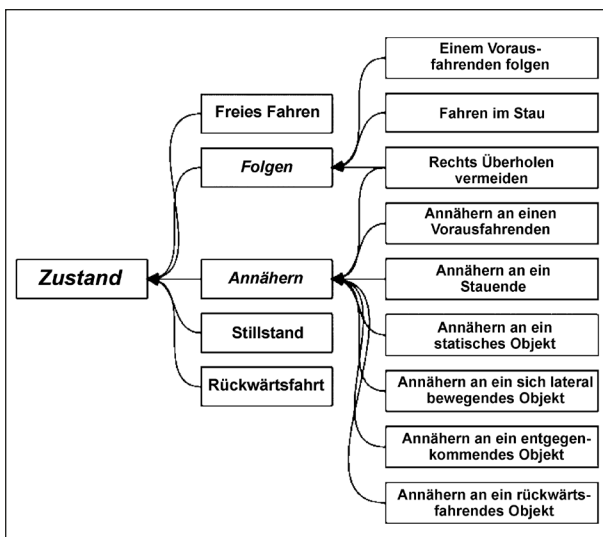 Zustand
Freies Fahren
Folgen
Annähern
Stillstand
Rückwärtsfahrt
Einem Voraus-
fahrenden folgen
Fahren im Stau
Rechts Überholen
vermeiden
Annähern an einen
Vorausfahrenden
Annähern an ein
Stauende
Annähern an ein
statisches Objekt
Annähern an ein sich lateral
bewegendes Objekt
Annähern an ein entgegen-
kommendes Objekt
Annähern an ein rückwärts-
fahrendes Objekt